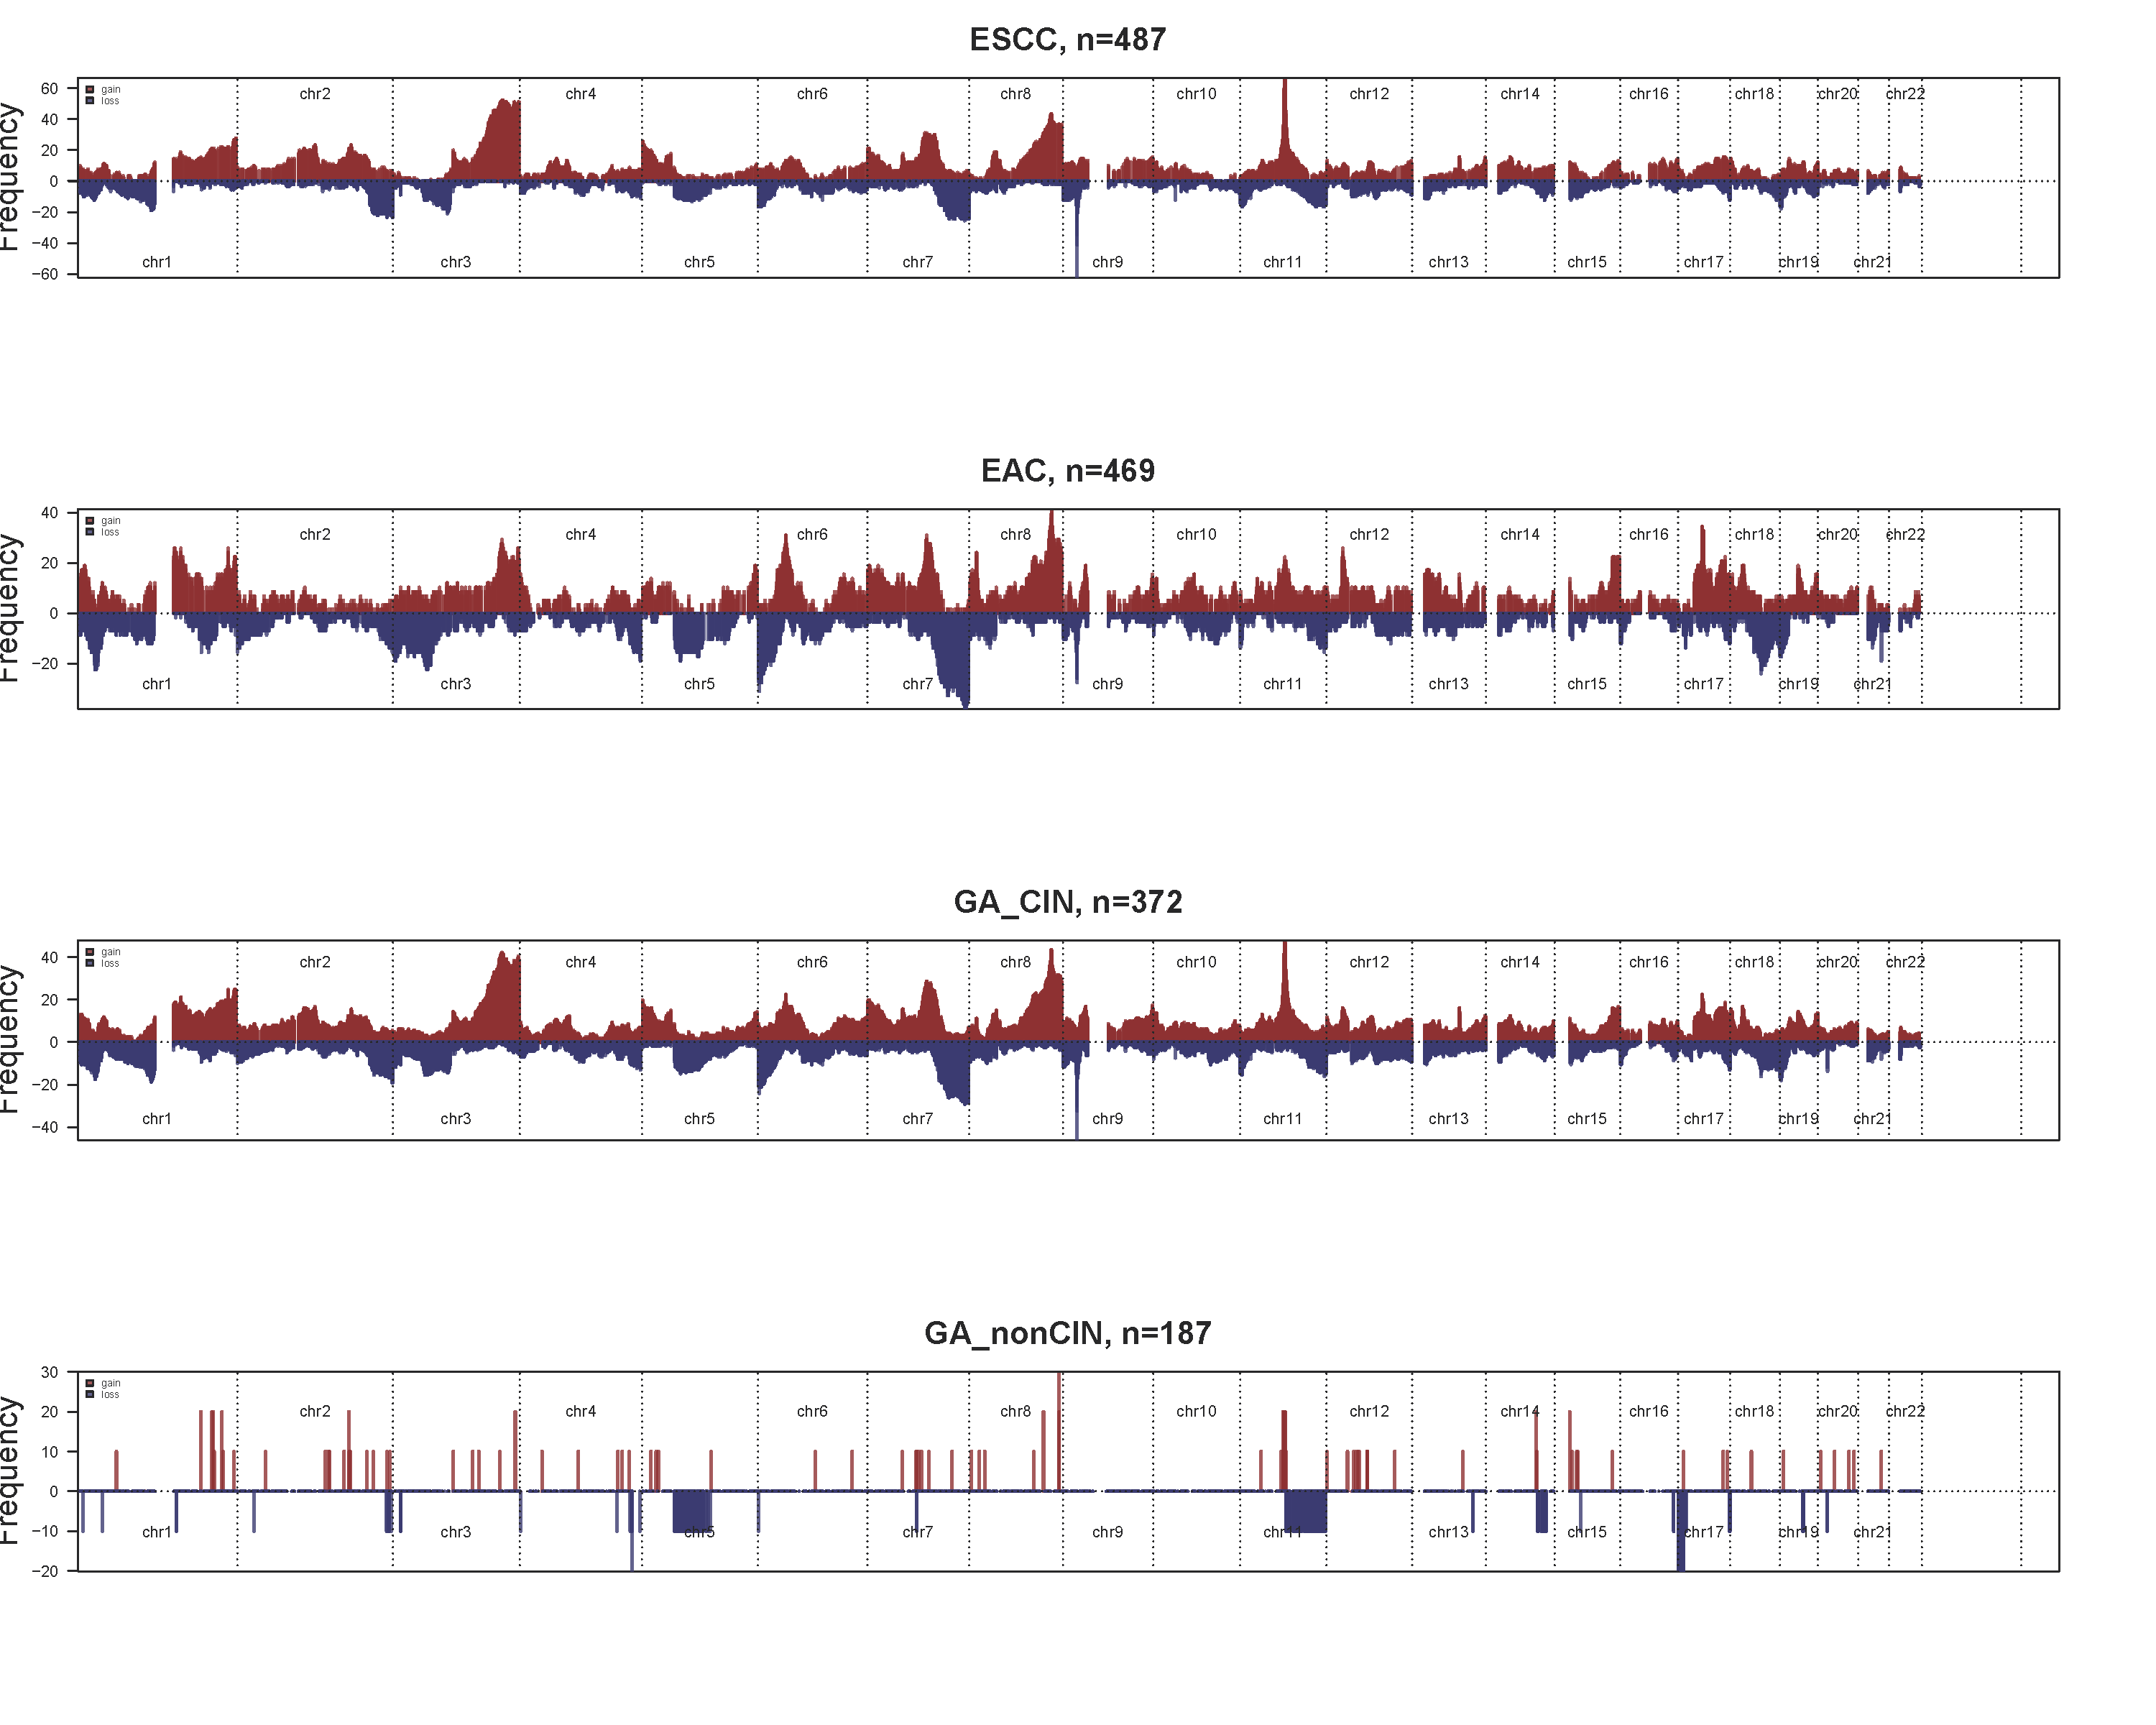 ESCC, n=487
Frequency
60
40
20
0
−20
−40
−60
gain
loss
chr2 chr4 chr6 chr8 chr10 chr12 chr14 chr16 chr18 chr20 chr22
chr1 chr3 chr5 chr7 chr9 chr11 chr13 chr15 chr17 chr19 chr21
EAC, n=469
Frequency
40
20
0
−20
gain
loss
chr2 chr4 chr6 chr8 chr10 chr12 chr14 chr16 chr18 chr20 chr22
chr1 chr3 chr5 chr7 chr9 chr11 chr13 chr15 chr17 chr19 chr21
GA_CIN, n=372
Frequency
40
20
0
−20
−40
gain
loss
chr2 chr4 chr6 chr8 chr10 chr12 chr14 chr16 chr18 chr20 chr22
chr1 chr3 chr5 chr7 chr9 chr11 chr13 chr15 chr17 chr19 chr21
GA_nonCIN, n=187
Frequency
30
20
10
0
−10
−20
gain
loss
chr2 chr4 chr6 chr8 chr10 chr12 chr14 chr16 chr18 chr20 chr22
chr1 chr3 chr5 chr7 chr9 chr11 chr13 chr15 chr17 chr19 chr21